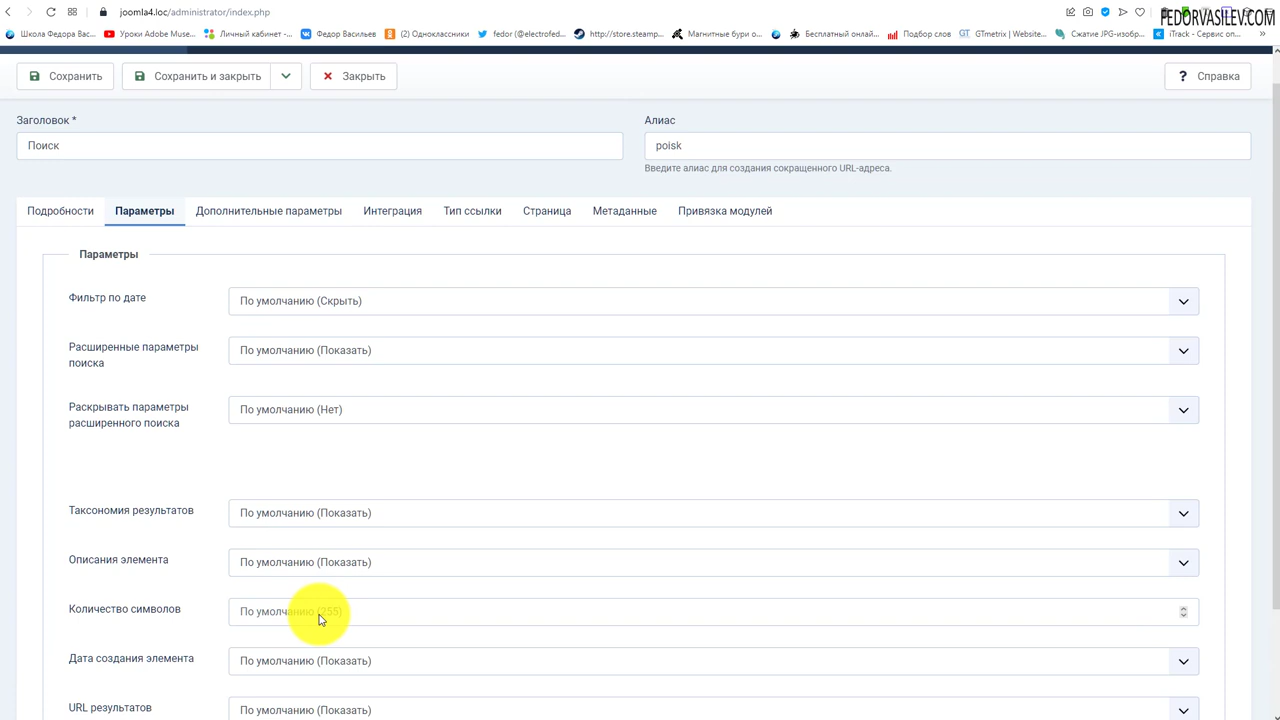 joomla4.loc/administrator/index.php
FEDORVASILEV.COM
Школа Федора Вас...
Уроки Adobe Muse...
Личный кабинет -...
Федор Васильев
(2) Одноклассники
fedor (@electrofed...
http://store.steamp...
Магнитные бури о...
Бесплатный онлай...
Подбор слов
GTmetrix | Website...
Сжатие JPG-изобр...
iTrack - Сервис оп...
Сохранить
Сохранить и закрыть
Закрыть
? Справка
Заголовок *
Алиас
Поиск
poisk
Введите алиас для создания сокращенного URL-адреса.
Подробности
Параметры
Дополнительные параметры
Интеграция
Тип ссылки
Страница
Метаданные
Привязка модулей
Параметры
Фильтр по дате
По умолчанию (Скрыть)
Расширенные параметры
поиска
По умолчанию (Показать)
Раскрывать параметры
расширенного поиска
По умолчанию (Нет)
Таксономия результатов
По умолчанию (Показать)
Описания элемента
По умолчанию (Показать)
Количество символов
По умолчанию (255)
Дата создания элемента
По умолчанию (Показать)
URL результатов
По умолчанию (Показать)